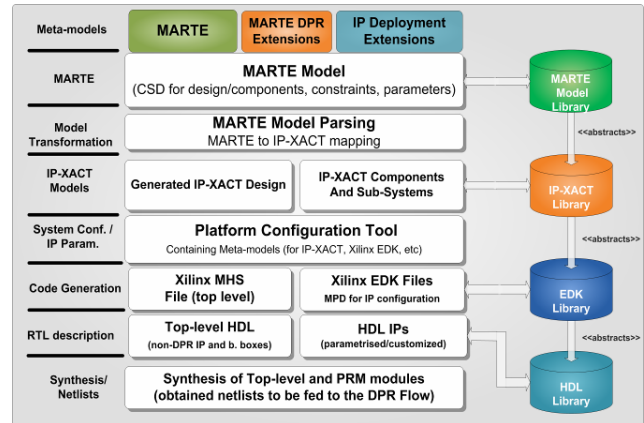 Meta-models
MARTE
MARTE DPR
Extensions
IP Deployment
Extensions
MARTE
MARTE Model
(CSD for design/components, constraints, parameters)
MARTE
Model
Library
Model
Transformation
MARTE Model Parsing
MARTE to IP-XACT mapping
<<abstracts>>
IP-XACT
Models
Generated IP-XACT Design
IP-XACT Components
And Sub-Systems
IP-XACT
Library
System Conf. /
IP Param.
Platform Configuration Tool
Containing Meta-models (for IP-XACT, Xilinx EDK, etc)
<<abstracts>>
Code Generation
Xilinx MHS
File (top level)
Xilinx EDK Files
MPD for IP configuration
EDK
Library
RTL description
Top-level HDL
(non-DPR IP and b. boxes)
HDL IPs
(parametrised/customized)
<<abstracts>>
Synthesis/
Netlists
Synthesis of Top-level and PRM modules
(obtained netlists to be fed to the DPR Flow)
HDL
Library